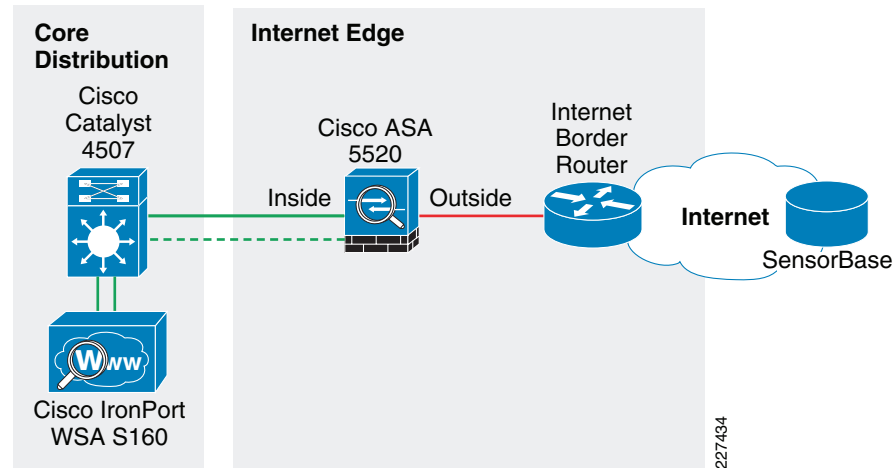 Core
Distribution
Internet Edge
Cisco
Catalyst
4507
Cisco ASA
5520
Internet
Border
Router
Inside
Outside
Internet
SensorBase
Www
Cisco IronPort
WSA S160
227434